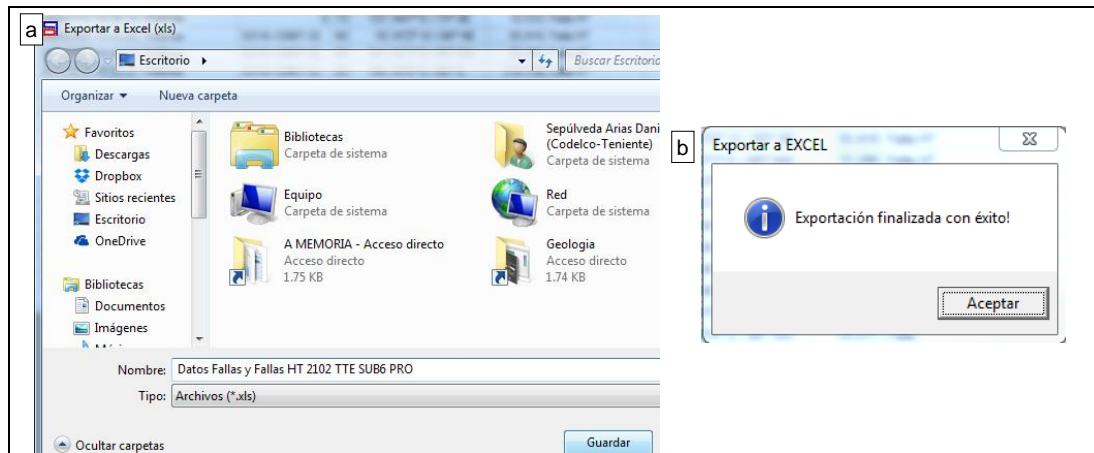 a
Exportar a Excel (xls)
Escritorio
Buscar Escritorio
Organizar
Nueva carpeta
Favoritos
Descargas
Dropbox
Sitios recientes
Escritorio
OneDrive
Bibliotecas
Documentos
Imágenes
Bibliotecas
Carpeta de sistema
Sepúlveda Arias Dani
(Codelco-Teniente)
Carpeta de sistema
Equipo
Carpeta de sistema
Red
Carpeta de sistema
A MEMORIA - Acceso directo
Acceso directo
1.75 KB
Geologia
Acceso directo
1.74 KB
Nombre: Datos Fallas y Fallas HT 2102 TTE SUB6 PRO
Tipo: Archivos (*.xls)
Ocultar carpetas
Guardar
b
Exportar a EXCEL
Exportación finalizada con éxito!
Aceptar